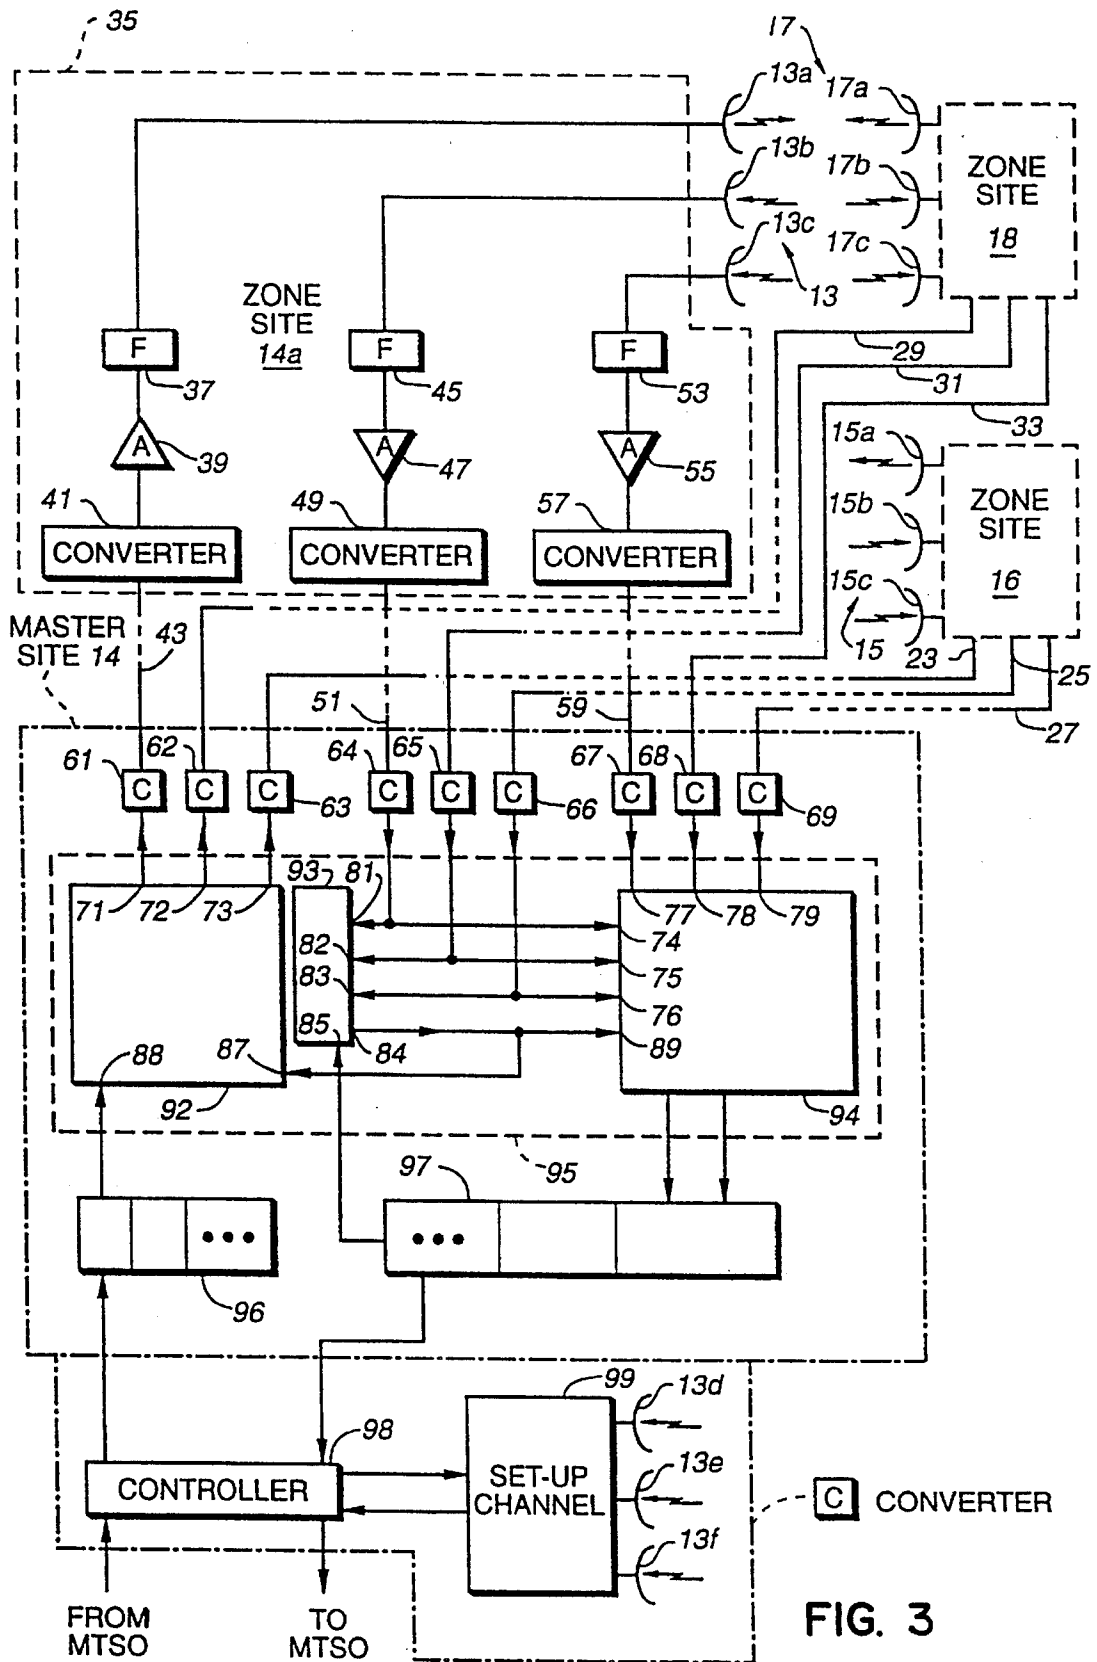 35
17
13a
17a
13b
17b
13c
17c
13
ZONE
SITE
18
ZONE
SITE
14a
F
37
F
45
F
53
29
31
33
A
39
A
47
A
55
15a
15b
15c
15
ZONE
SITE
16
41
CONVERTER
49
CONVERTER
57
CONVERTER
23
25
27
MASTER
SITE 14
43
51
59
61
C
62
C
C
63
64
C
65
C
C
66
67
C
68
C
C
69
71
72
73
93
81
82
83
85
84
77
78
79
74
75
76
89
88
87
92
94
95
97
•••
96
•••
99
13d
13e
13f
98
CONTROLLER
SET-UP
CHANNEL
C CONVERTER
FROM
MTSO
TO
MTSO
FIG. 3